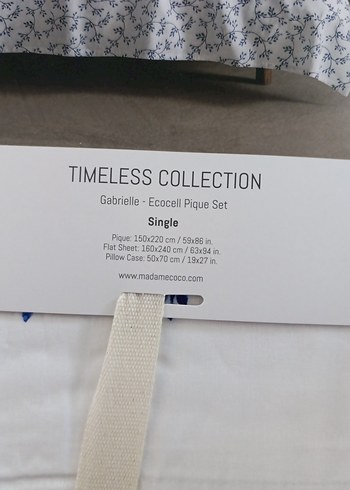 TIMELESS COLLECTION
Gabrielle - Ecocell Pique Set
Single
Pique: 150x220 cm / 59x86 in.
Flat Sheet: 160x240 cm / 63x94 in.
Pillow Case: 50x70 cm / 19x27 in.
www.madamecoco.com